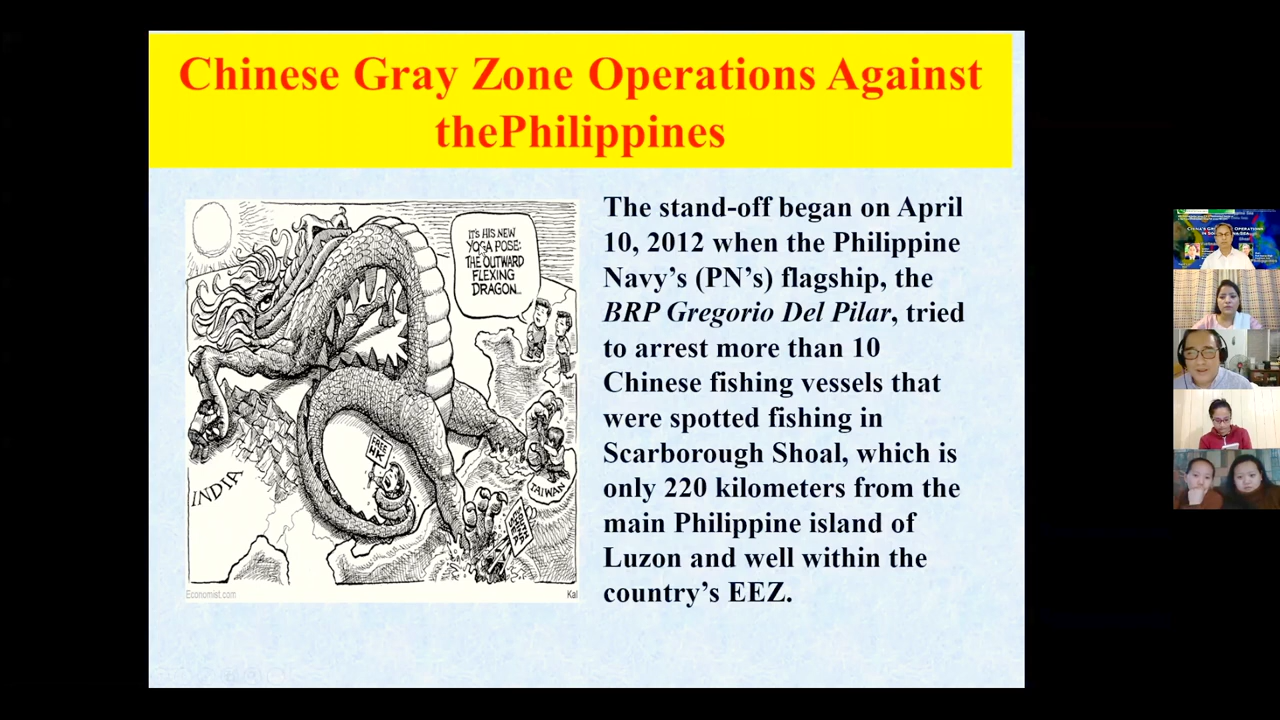 Chinese Gray Zone Operations Against
thePhilippines
IT'S HIS NEW
YOGA POSE:
THE OUTWARD
FLEXING
DRAGON...
FREE
INDIA
TAIWAN
Economist.com
Kal
The stand-off began on April
10, 2012 when the Philippine
Navy’s (PN’s) flagship, the
BRP Gregorio Del Pilar, tried
to arrest more than 10
Chinese fishing vessels that
were spotted fishing in
Scarborough Shoal, which is
only 220 kilometers from the
main Philippine island of
Luzon and well within the
country’s EEZ.